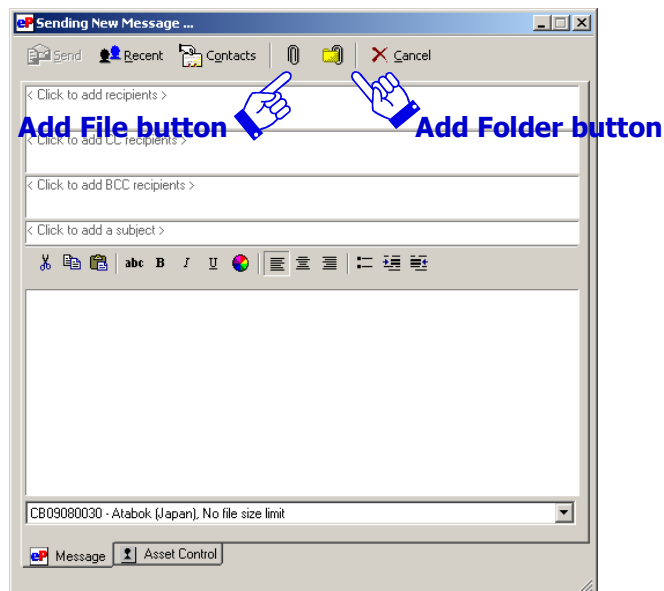 eP Sending New Message ...
Send Recent Contacts Cancel
< Click to add recipients >
Add File button Add Folder button
< Click to add CC recipients >
< Click to add BCC recipients >
< Click to add a subject >
abc B I U
CB09080030 - Atabok (Japan), No file size limit
eP Message Asset Control